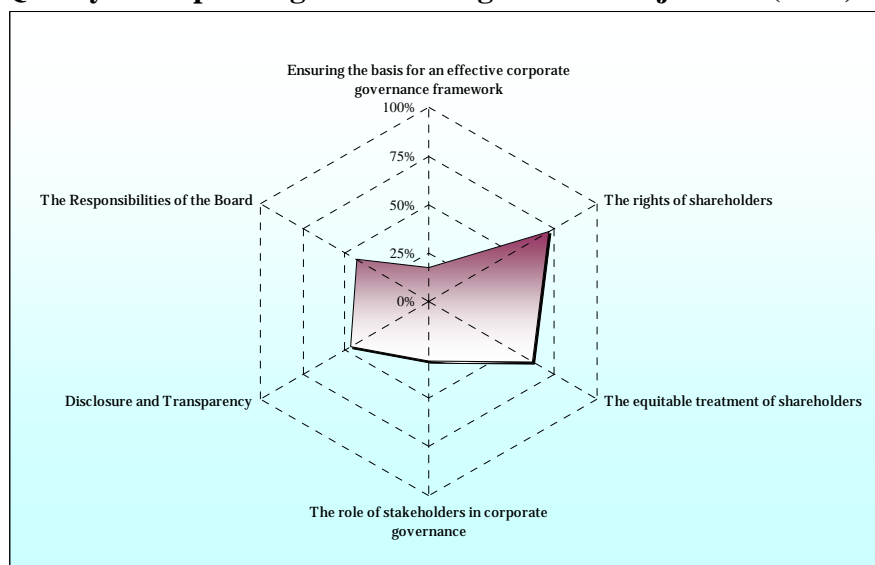 Ensuring the basis for an effective corporate
governance framework
100%
75%
The Responsibilities of the Board
50%
The rights of shareholders
25%
0%
Disclosure and Transparency
The equitable treatment of shareholders
The role of stakeholders in corporate
governance